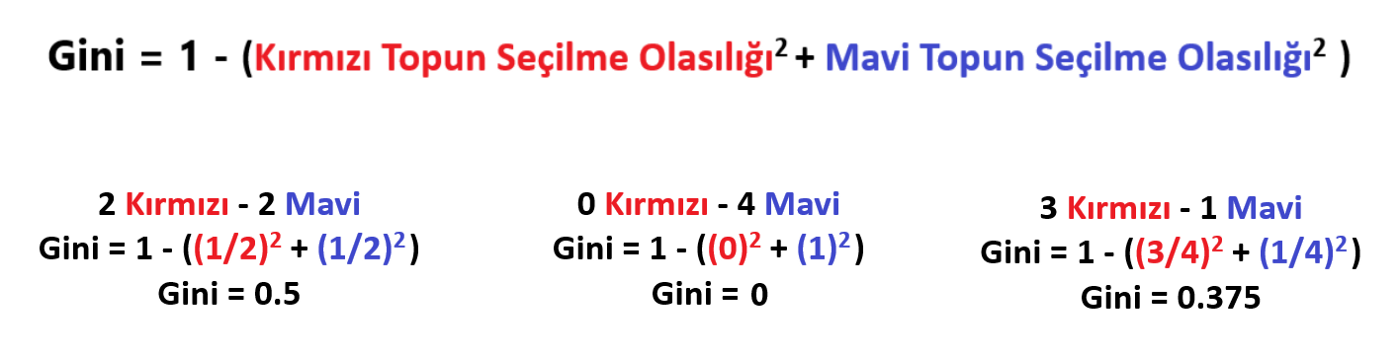 Gini = 1 - (Kırmızı Topun Seçilme Olasılığı² + Mavi Topun Seçilme Olasılığı² )
2 Kırmızı - 2 Mavi
Gini = 1 - ((1/2)² + (1/2)²)
Gini = 0.5
0 Kırmızı - 4 Mavi
Gini = 1 - ((0)² + (1)²)
Gini = 0
3 Kırmızı - 1 Mavi
Gini = 1 - ((3/4)² + (1/4)²)
Gini = 0.375